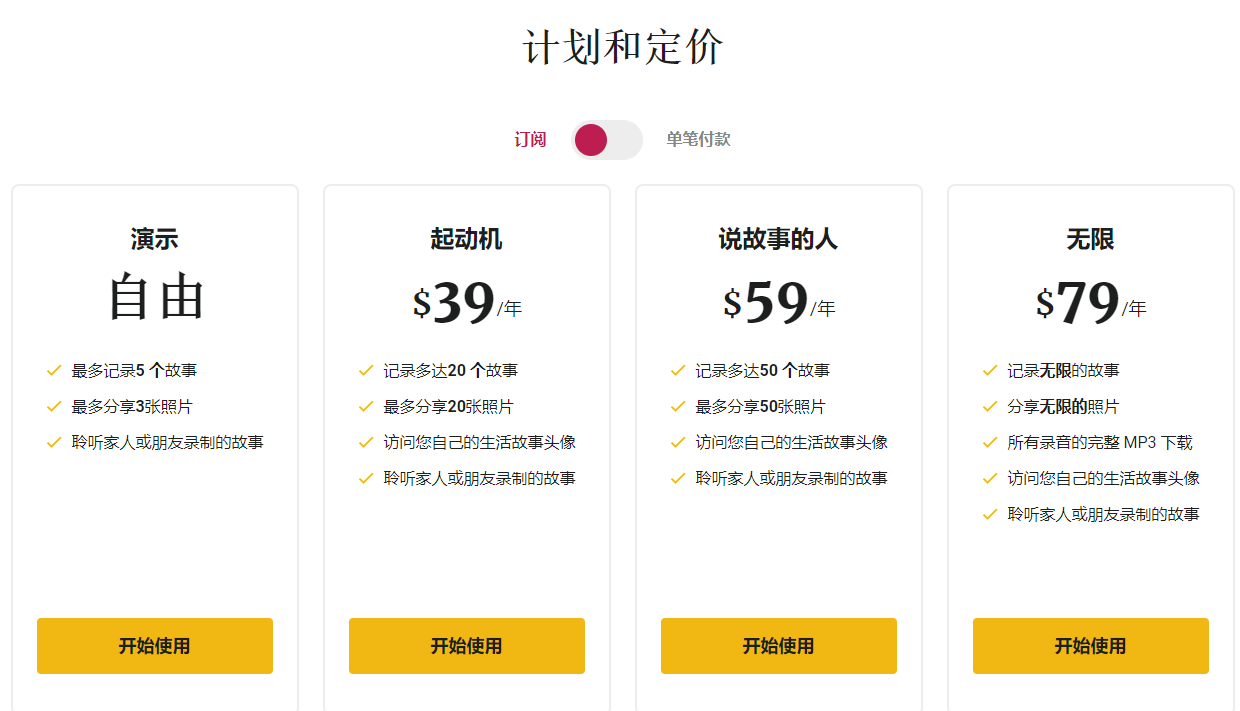 计划和定价
订阅
单笔付款
演示
自由
最多记录5 个故事
最多分享3张照片
聆听家人或朋友录制的故事
开始使用
起动机
$39/年
记录多达20 个故事
最多分享20张照片
访问您自己的生活故事头像
聆听家人或朋友录制的故事
开始使用
说故事的人
$59/年
记录多达50 个故事
最多分享50张照片
访问您自己的生活故事头像
聆听家人或朋友录制的故事
开始使用
无限
$79/年
记录无限的故事
分享无限的照片
所有录音的完整 MP3 下载
访问您自己的生活故事头像
聆听家人或朋友录制的故事
开始使用